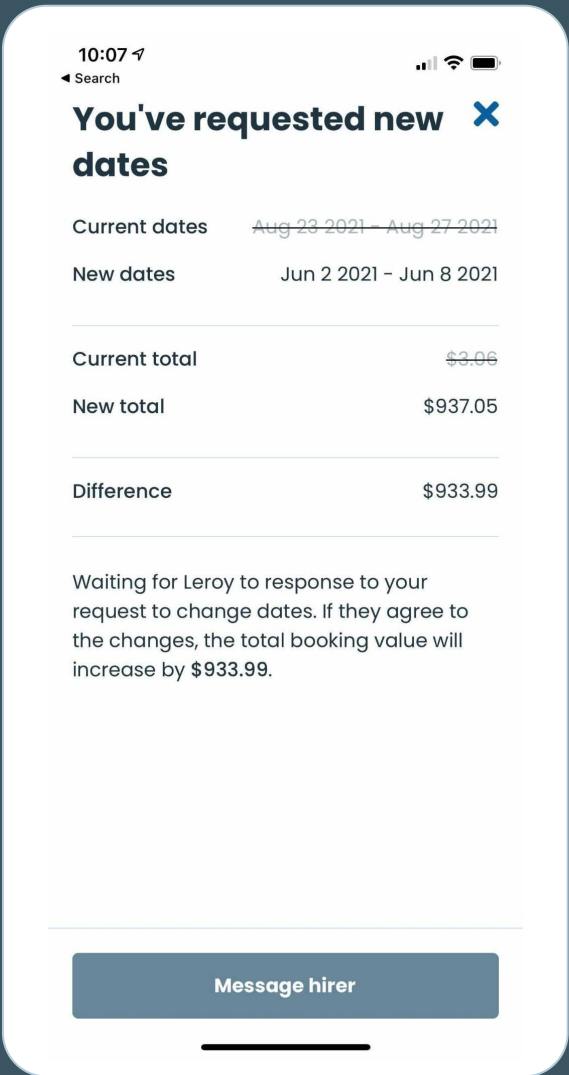 10:07
◀ Search
You've requested new
dates
Current dates Aug 23 2021 - Aug 27 2021
New dates Jun 2 2021 - Jun 8 2021
Current total $3.06
New total $937.05
Difference $933.99
Waiting for Leroy to response to your
request to change dates. If they agree to
the changes, the total booking value will
increase by $933.99.
Message hirer